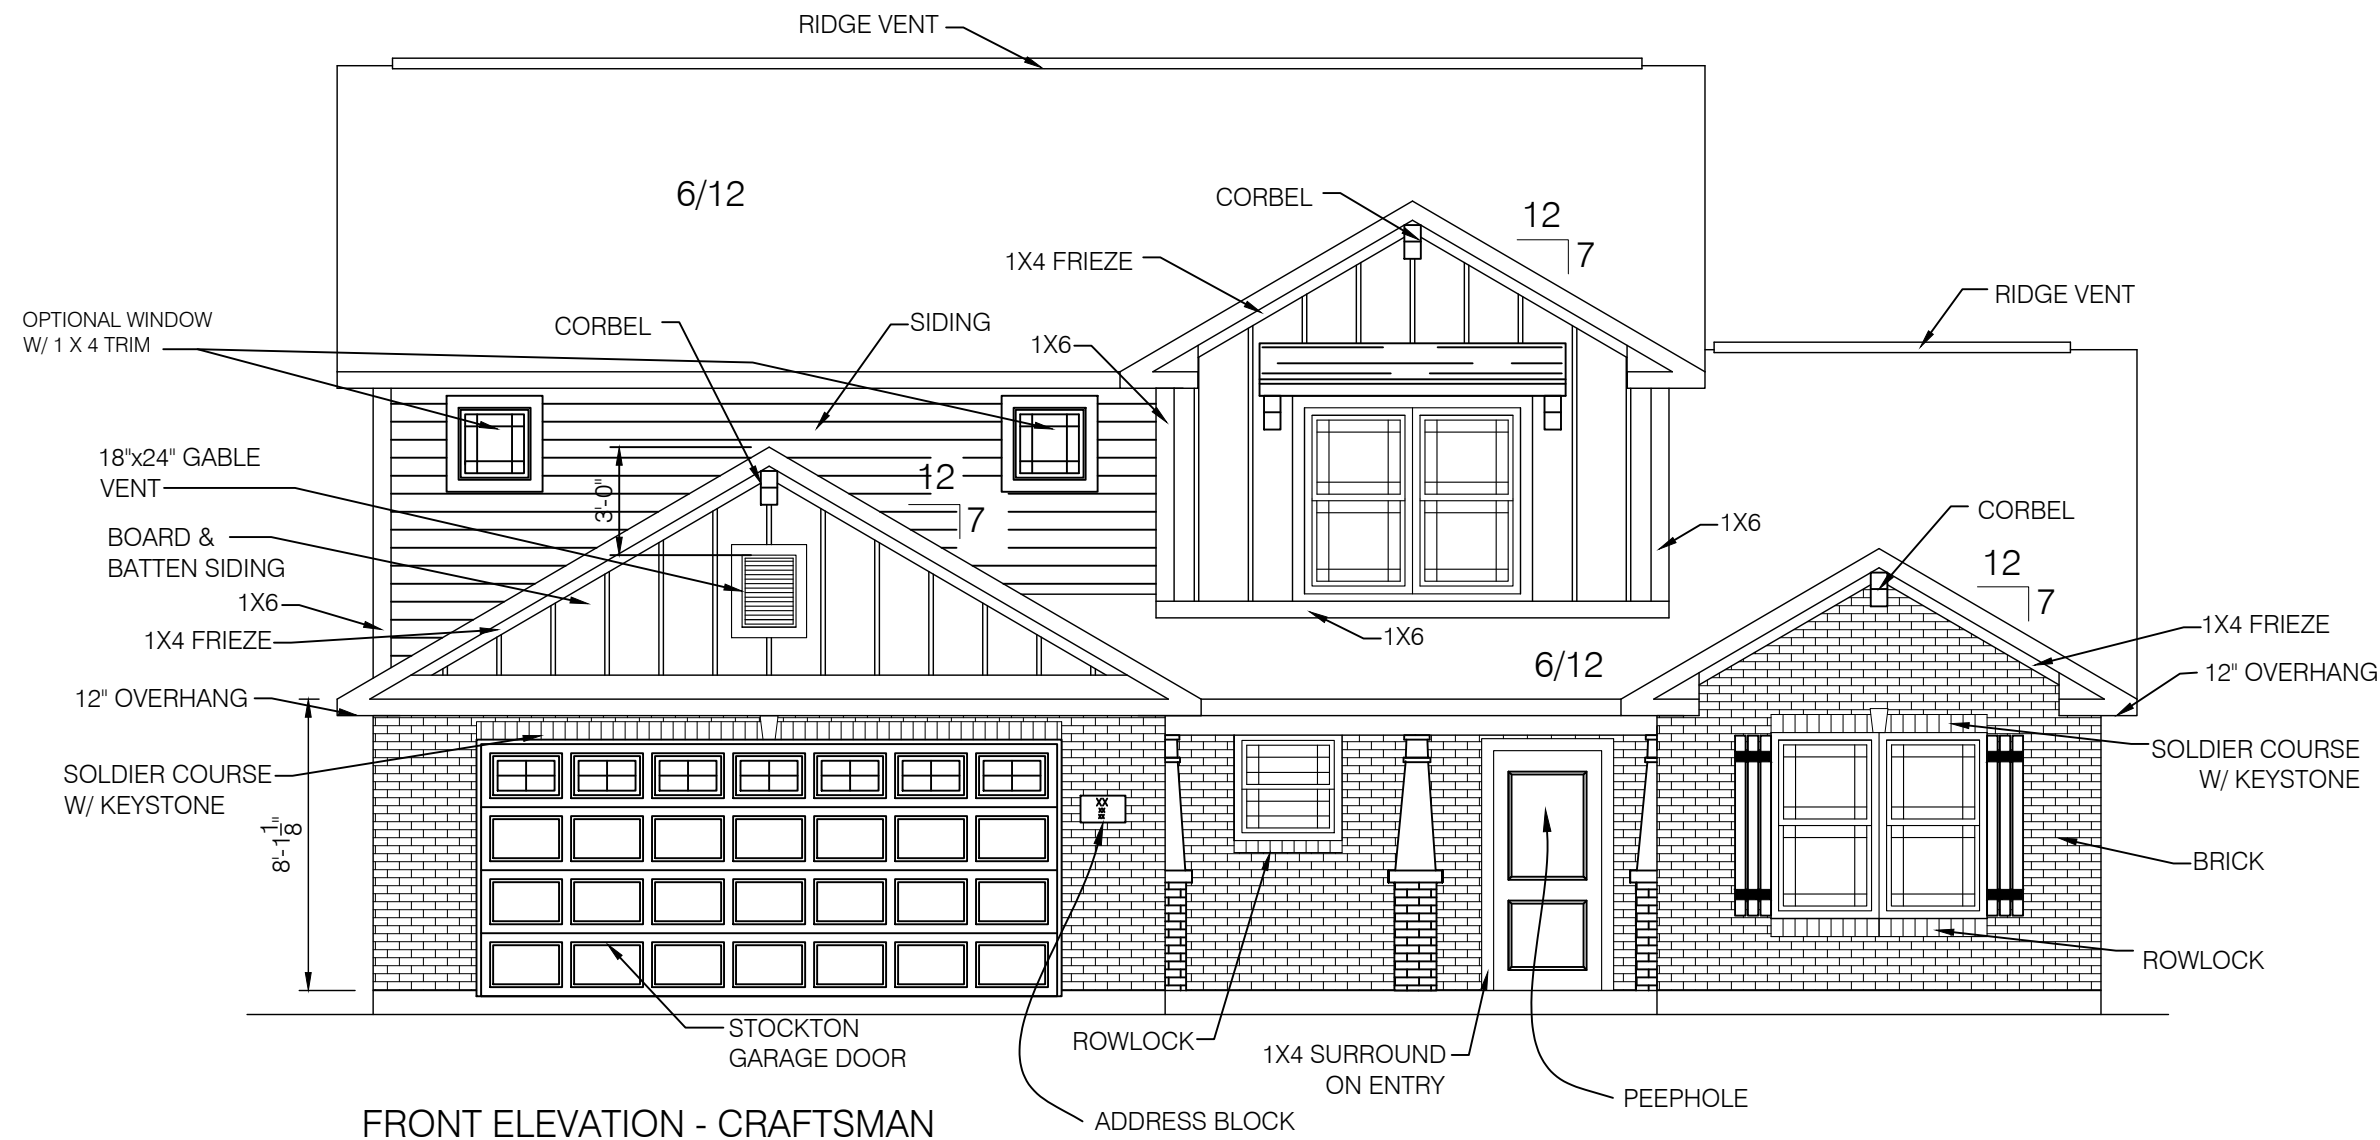 RIDGE VENT
6/12
CORBEL
12
7
1X4 FRIEZE
RIDGE VENT
OPTIONAL WINDOW
W/ 1 X 4 TRIM
CORBEL
SIDING
1X6
18"x24" GABLE
VENT
3'-0"
12
7
BOARD &
BATTEN SIDING
1X6
1X4 FRIEZE
12" OVERHANG
1X6
CORBEL
12
7
1X6
6/12
1X4 FRIEZE
12" OVERHANG
SOLDIER COURSE
W/ KEYSTONE
8'-1 1/8"
XX
SOLDIER COURSE
W/ KEYSTONE
BRICK
ROWLOCK
STOCKTON
GARAGE DOOR
ROWLOCK
1X4 SURROUND
ON ENTRY
PEEPHOLE
ADDRESS BLOCK
FRONT ELEVATION - CRAFTSMAN